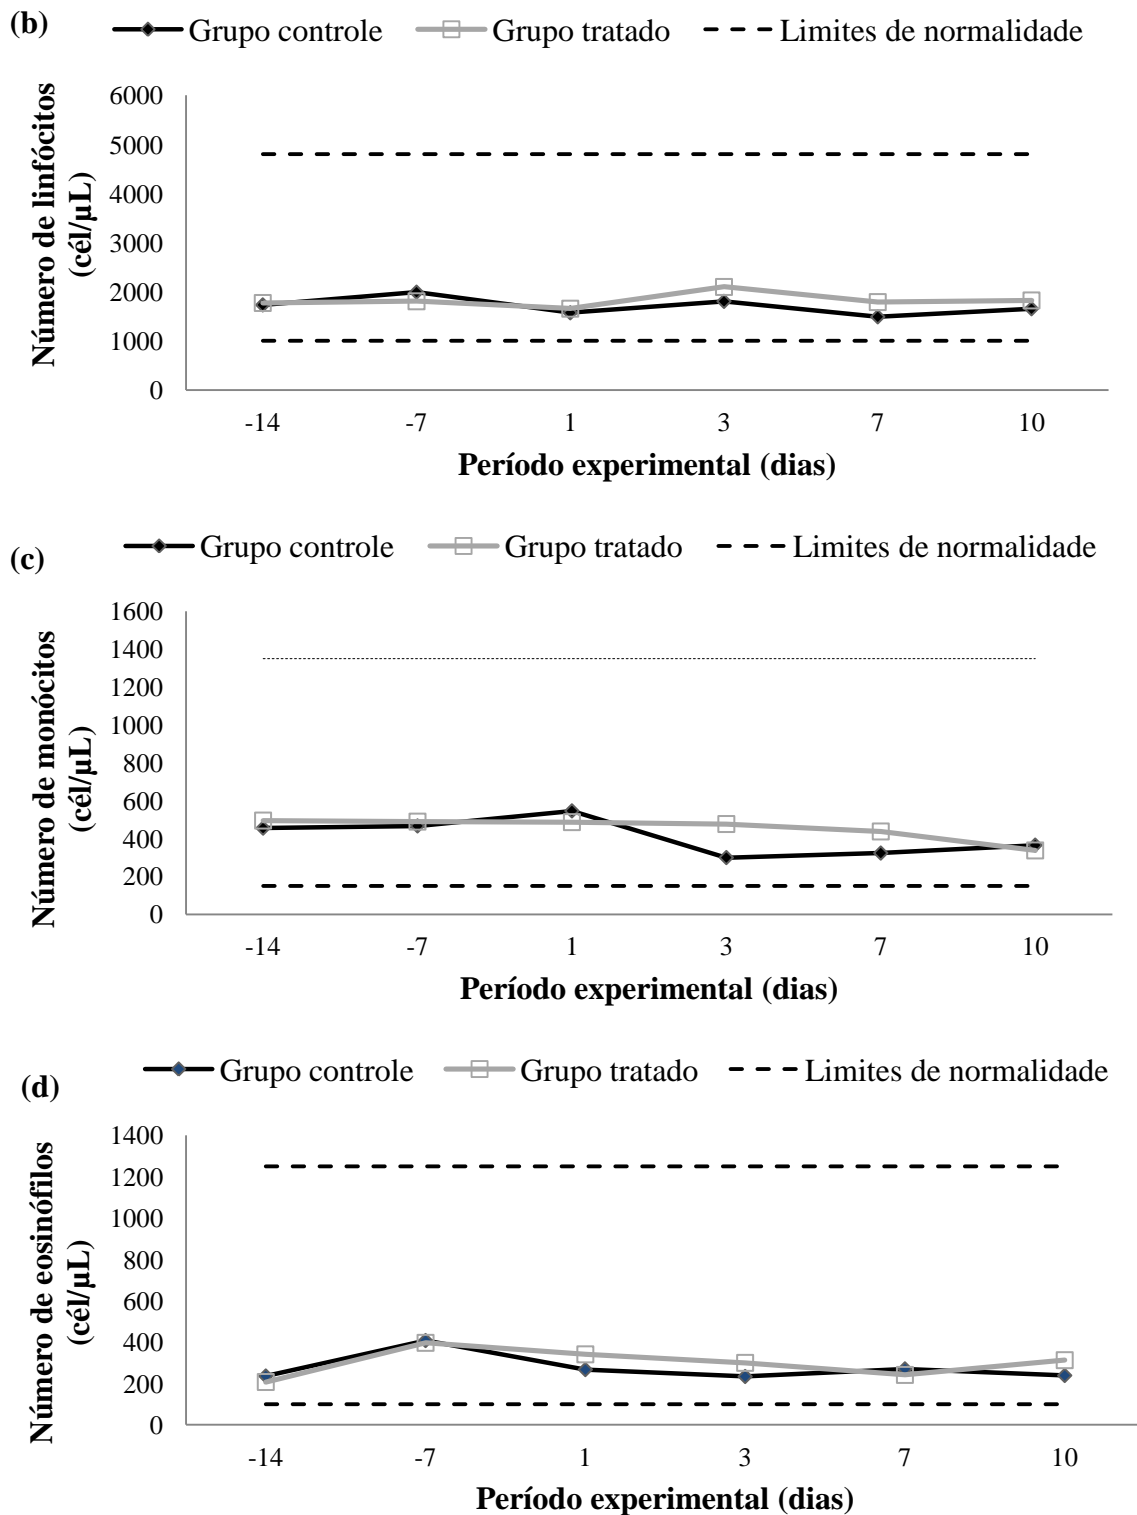 (b)
Grupo controle Grupo tratado Limites de normalidade
Número de linfócitos
(cél/µL)
6000
5000
4000
3000
2000
1000
0
-14 -7 1 3 7 10
Período experimental (dias)
(c)
Grupo controle Grupo tratado Limites de normalidade
Número de monócitos
(cél/µL)
1600
1400
1200
1000
800
600
400
200
0
-14 -7 1 3 7 10
Período experimental (dias)
(d)
Grupo controle Grupo tratado Limites de normalidade
Número de eosinófilos
(cél/µL)
1400
1200
1000
800
600
400
200
0
-14 -7 1 3 7 10
Período experimental (dias)